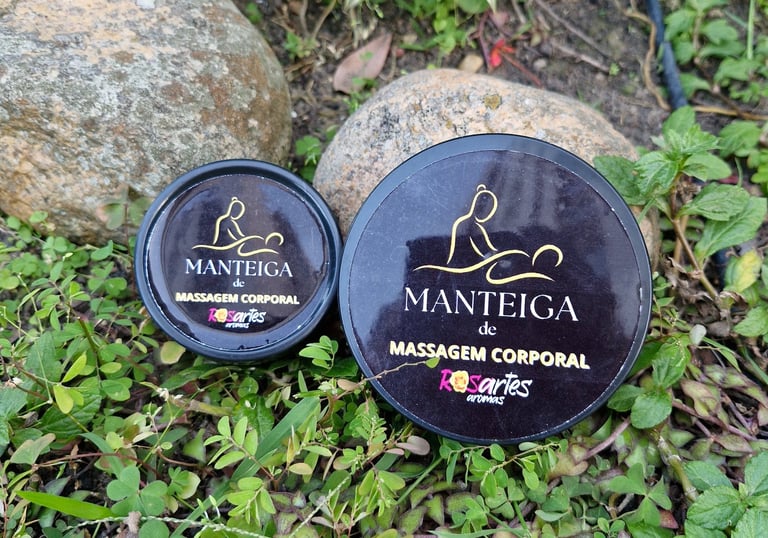 MANTEIGA
de
MASSAGEM CORPORAL
ROSartes
aromas
MANTEIGA
de
MASSAGEM CORPORAL
ROSartes
aromas